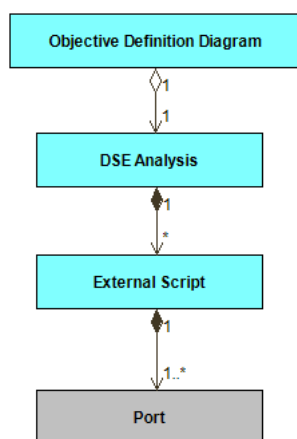 Objective Definition Diagram
1
1
DSE Analysis
1
*
External Script
1
1..*
Port